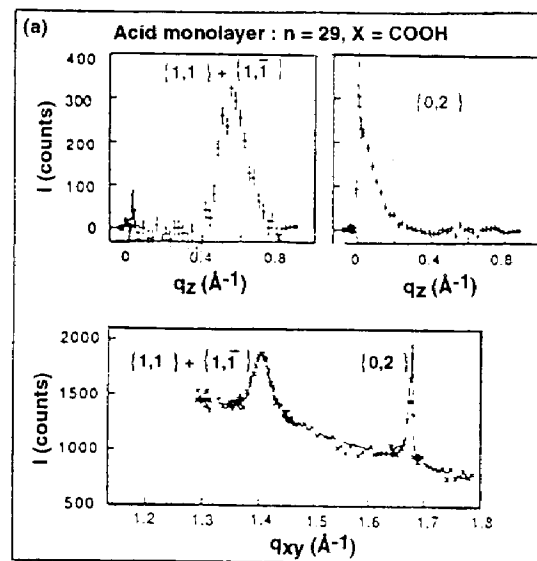 (a) Acid monolayer : n = 29, X = COOH
I (counts)
400
300
200
100
0
{1,1} + {1,1̄}
0 0.4 0.8
qz (Å-1)
{0,2}
0 0.4 0.8
qz (Å-1)
I (counts)
2000
1500
1000
500
{1,1} + {1,1̄}
{0,2}
1.2 1.3 1.4 1.5 1.6 1.7 1.8
qxy (Å-1)